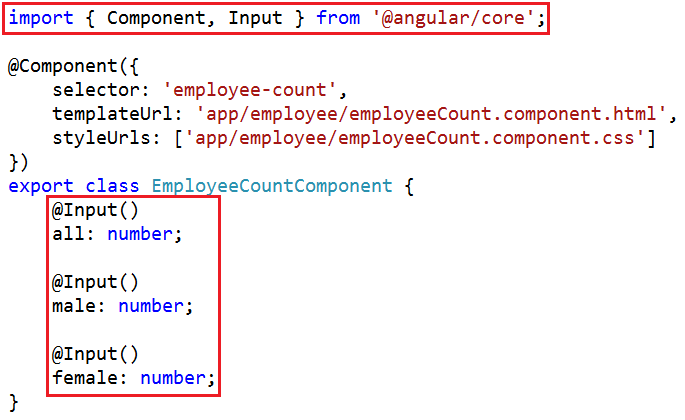 import { Component, Input } from '@angular/core';
@Component({
    selector: 'employee-count',
    templateUrl: 'app/employee/employeeCount.component.html',
    styleUrls: ['app/employee/employeeCount.component.css']
})
export class EmployeeCountComponent {
    @Input()
    all: number;
    @Input()
    male: number;
    @Input()
    female: number;
}